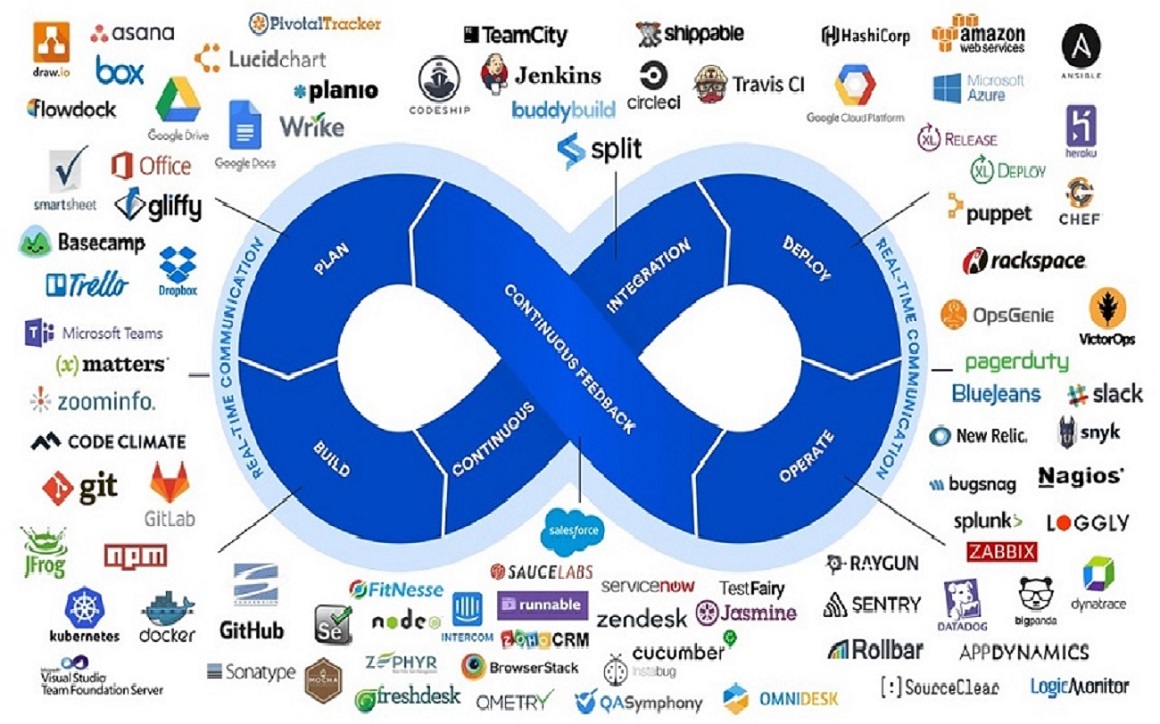 PivotalTracker
asana
draw.io
box
Lucidchart
flowdock
Google Drive
planio
Google Docs
Wrike
TeamCity
shippable
HashiCorp
amazon
web services
ANSIBLE
CODESHIP
Jenkins
buddybuild
circleci
Travis CI
Google Cloud Platform
Microsoft
Azure
XL RELEASE
heroku
XL DEPLOY
split
smartsheet
Office
gliffy
puppet
CHEF
Basecamp
Trello
Dropbox
rackspace
Microsoft Teams
(x) matters
zoominfo.
OpsGenie
VictorOps
pagerduty
BlueJeans
slack
CODE CLIMATE
New Relic.
snyk
git
GitLab
bugsnag
Nagios
splunk>
LOGGLY
JFrog
npm
ZABBIX
REAL-TIME COMMUNICATION
PLAN
BUILD
CONTINUOUS
INTEGRATION
CONTINUOUS FEEDBACK
DEPLOY
OPERATE
REAL-TIME COMMUNICATION
salesforce
kubernetes
docker
SUBVERSION
GitHub
FitNesse
SAUCELABS
servicenow
TestFairy
RAYGUN
Se
node
INTERCOM
runnable
zendesk
Jasmine
SENTRY
DATADOG
bigpanda
dynatrace
ZOHO CRM
cucumber
Visual Studio
Team Foundation Server
Sonatype
MOCHA
ZEPHYR
BrowserStack
instabug
Rollbar
APPDYNAMICS
freshdesk
QMETRY
QASymphony
OMNIDESK
[:]SourceClear
LogicMonitor